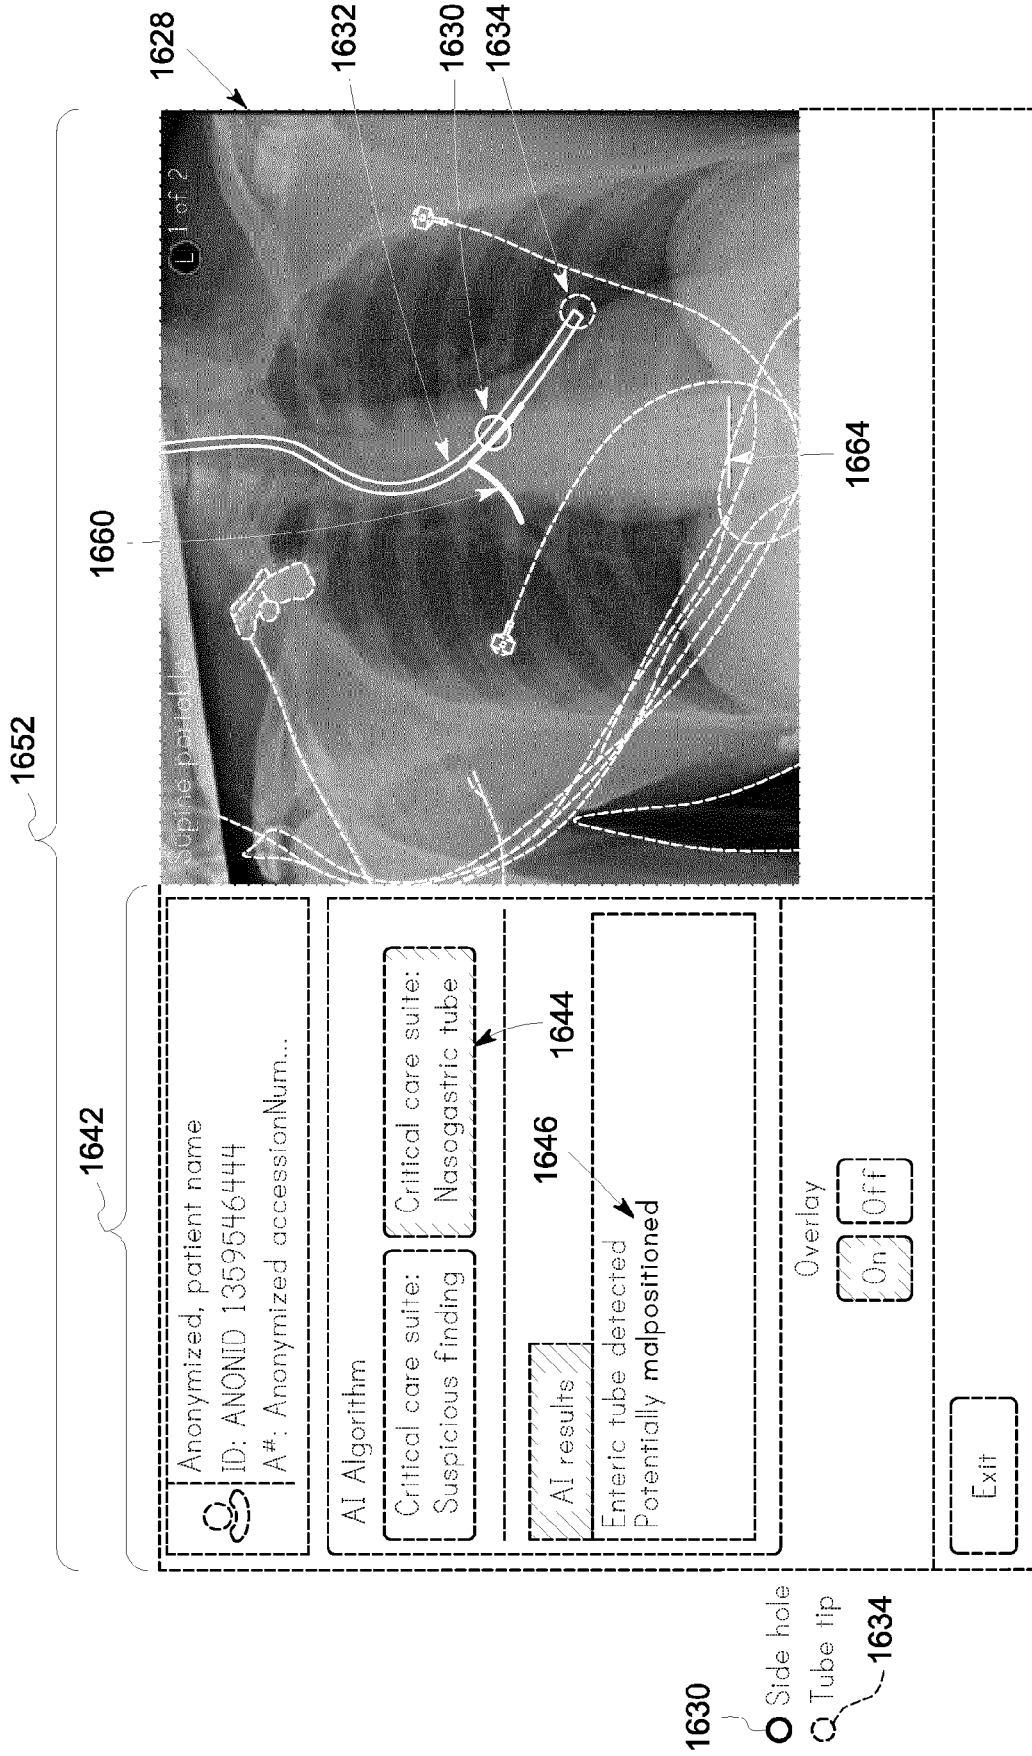 1652
1642
Anonymized, patient name
ID: ANONID 1359546444
A#: Anonymized accessionNum...
AI Algorithm
Critical care suite:
Suspicious finding
Critical care suite:
Nasogastric tube
1644
AI results
Enteric tube detected
Potentially malpositioned
1646
Overlay
On
Off
Exit
Supine portable
L 1 of 2
1628
1660
1632
1630
1634
1664
1630
Side hole
Tube tip
1634